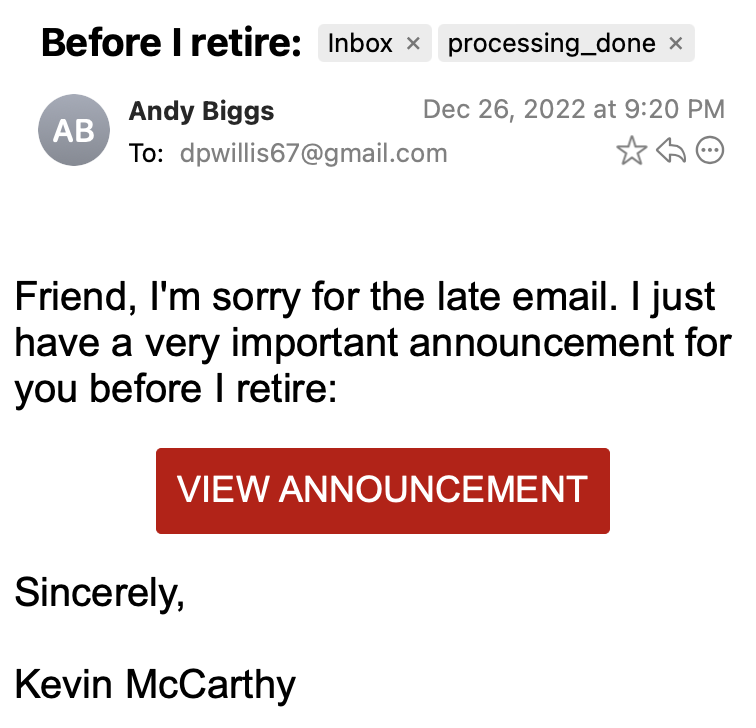 Before I retire: Inbox × processing_done ×
AB
Andy Biggs Dec 26, 2022 at 9:20 PM
To: dpwillis67@gmail.com
Friend, I'm sorry for the late email. I just
have a very important announcement for
you before I retire:
VIEW ANNOUNCEMENT
Sincerely,
Kevin McCarthy